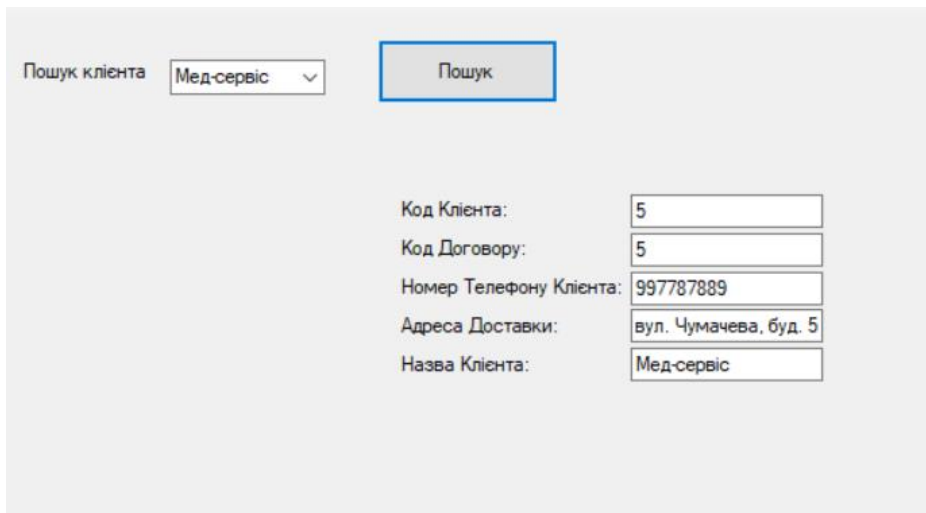 Пошук клієнта Мед-сервіс Пошук
Код Клієнта: 5
Код Договору: 5
Номер Телефону Клієнта: 997787889
Адреса Доставки: вул. Чумачева, буд. 5
Назва Клієнта: Мед-сервіс